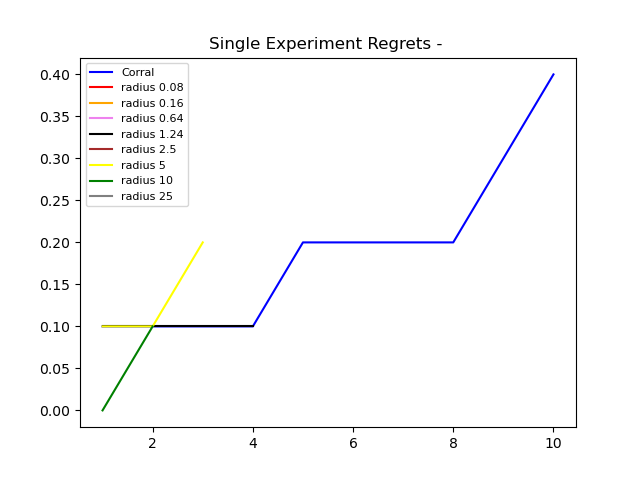 Single Experiment Regrets -
0.40
0.35
0.30
0.25
0.20
0.15
0.10
0.05
0.00
Corral
radius 0.08
radius 0.16
radius 0.64
radius 1.24
radius 2.5
radius 5
radius 10
radius 25
2 4 6 8 10